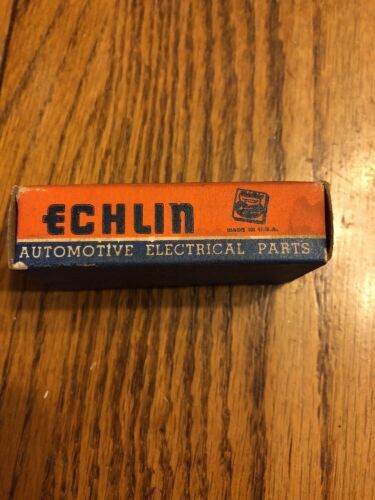 ECHLIN
MADE IN U.S.A.
AUTOMOTIVE ELECTRICAL PARTS